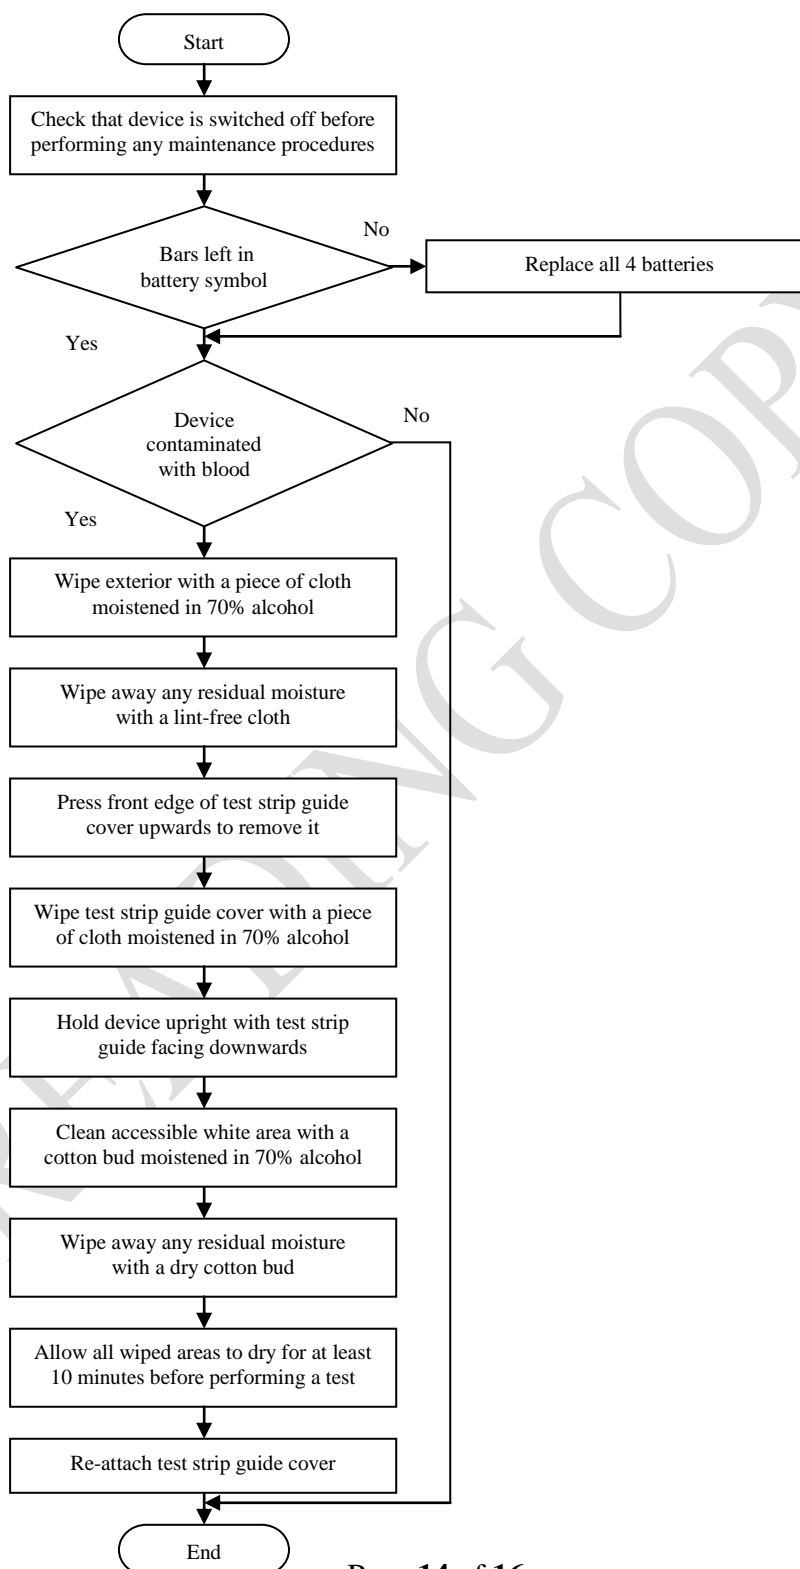 Start
Check that device is switched off before
performing any maintenance procedures
No
Bars left in
battery symbol
Replace all 4 batteries
Yes
No
Device
contaminated
with blood
Yes
Wipe exterior with a piece of cloth
moistened in 70% alcohol
Wipe away any residual moisture
with a lint-free cloth
Press front edge of test strip guide
cover upwards to remove it
Wipe test strip guide cover with a piece
of cloth moistened in 70% alcohol
Hold device upright with test strip
guide facing downwards
Clean accessible white area with a
cotton bud moistened in 70% alcohol
Wipe away any residual moisture
with a dry cotton bud
Allow all wiped areas to dry for at least
10 minutes before performing a test
Re-attach test strip guide cover
End
READING COPY
14 of 16